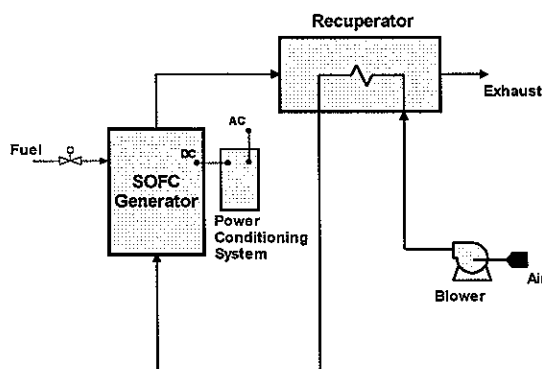 Recuperator
Exhaust
AC
Fuel
DC
SOFC
Generator
Power
Conditioning
System
Blower
Air